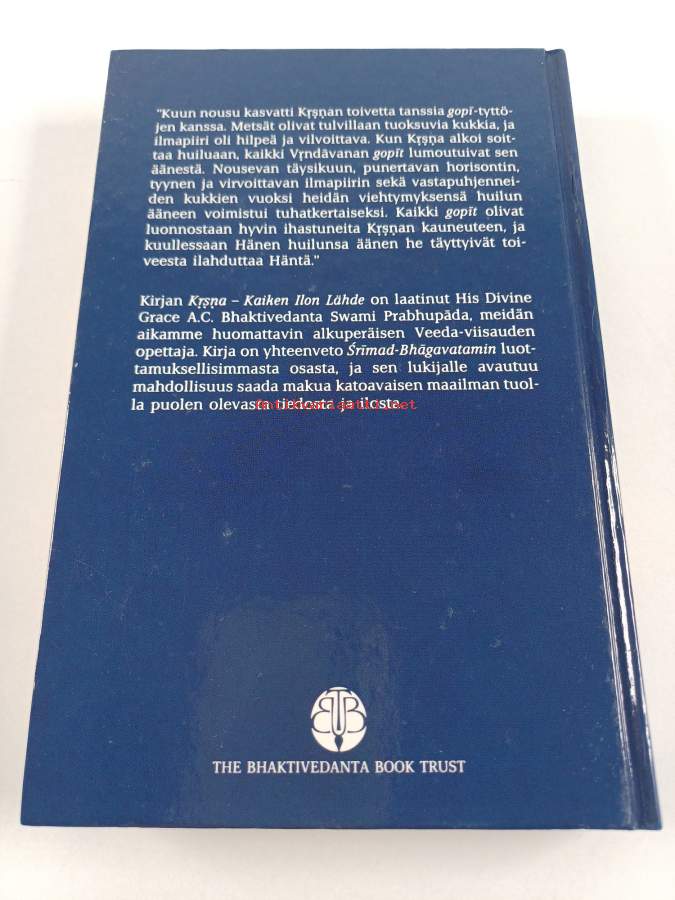 "Kuun nousu kasvatti Kṛṣṇan toivetta tanssia gopī-tyttö-
jen kanssa. Metsät olivat tulvillaan tuoksuvia kukkia, ja
ilmapiiri oli hilpeä ja vilvoittava. Kun Kṛṣṇa alkoi soit-
taa huiluaan, kaikki Vṛndāvanan gopīt lumoutuivat sen
äänestä. Nousevan täysikuun, punertavan horisontin,
tyynen ja virvoittavan ilmapiirin sekä vastapuhjennei-
den kukkien vuoksi heidän viehtymyksensä huilun
ääneen voimistui tuhatkertaiseksi. Kaikki gopīt olivat
luonnostaan hyvin ihastuneita Kṛṣṇan kauneuteen, ja
kuullessaan Hänen huilunsa äänen he täyttyivät toi-
veesta ilahduttaa Häntä."
Kirjan Kṛṣṇa – Kaiken Ilon Lähde on laatinut His Divine
Grace A.C. Bhaktivedanta Swami Prabhupāda, meidän
aikamme huomattavin alkuperäisen Veeda-viisauden
opettaja. Kirja on yhteenveto Śrīmad-Bhāgavatamin luot-
tamuksellisimmasta osasta, ja sen lukijalle avautuu
mahdollisuus saada makua katoavaisen maailman tuol-
la puolen olevasta tiedosta ja ilosta.
Antikvariaatti.net
BTB
THE BHAKTIVEDANTA BOOK TRUST